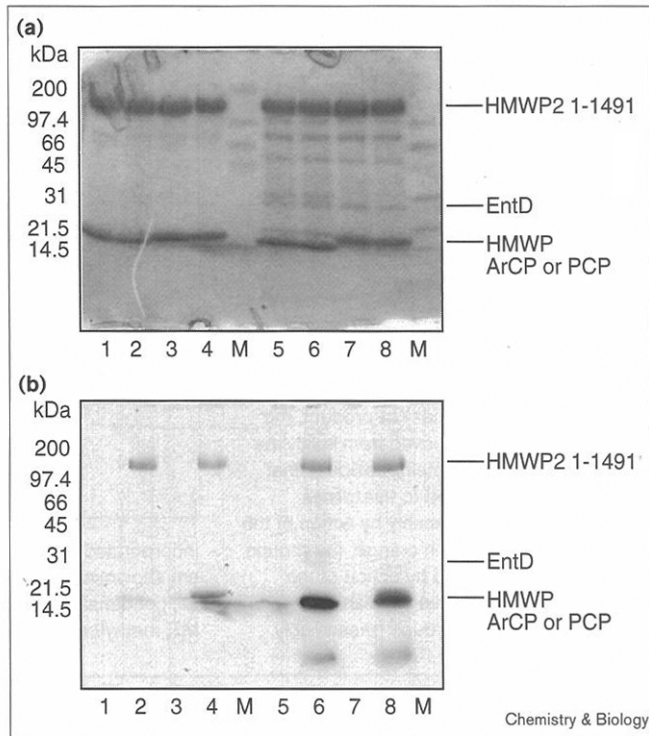 (a)
kDa
200
97.4
66
45
31
21.5
14.5
HMWP2 1-1491
EntD
HMWP
ArCP or PCP
1 2 3 4 M 5 6 7 8 M
(b)
kDa
200
97.4
66
45
31
21.5
14.5
HMWP2 1-1491
EntD
HMWP
ArCP or PCP
1 2 3 4 M 5 6 7 8 M
Chemistry & Biology